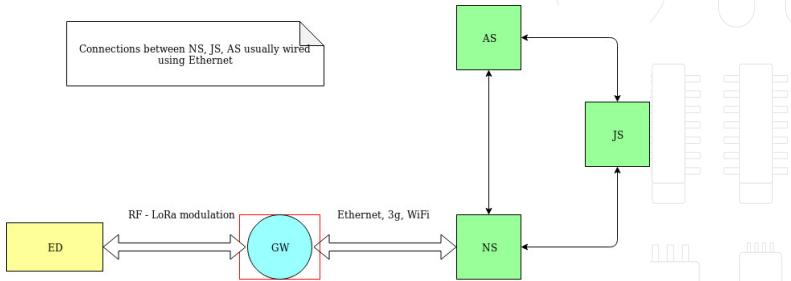 Connections between NS, JS, AS usually wired
using Ethernet
AS
JS
RF - LoRa modulation
Ethernet, 3g, WiFi
ED
GW
NS